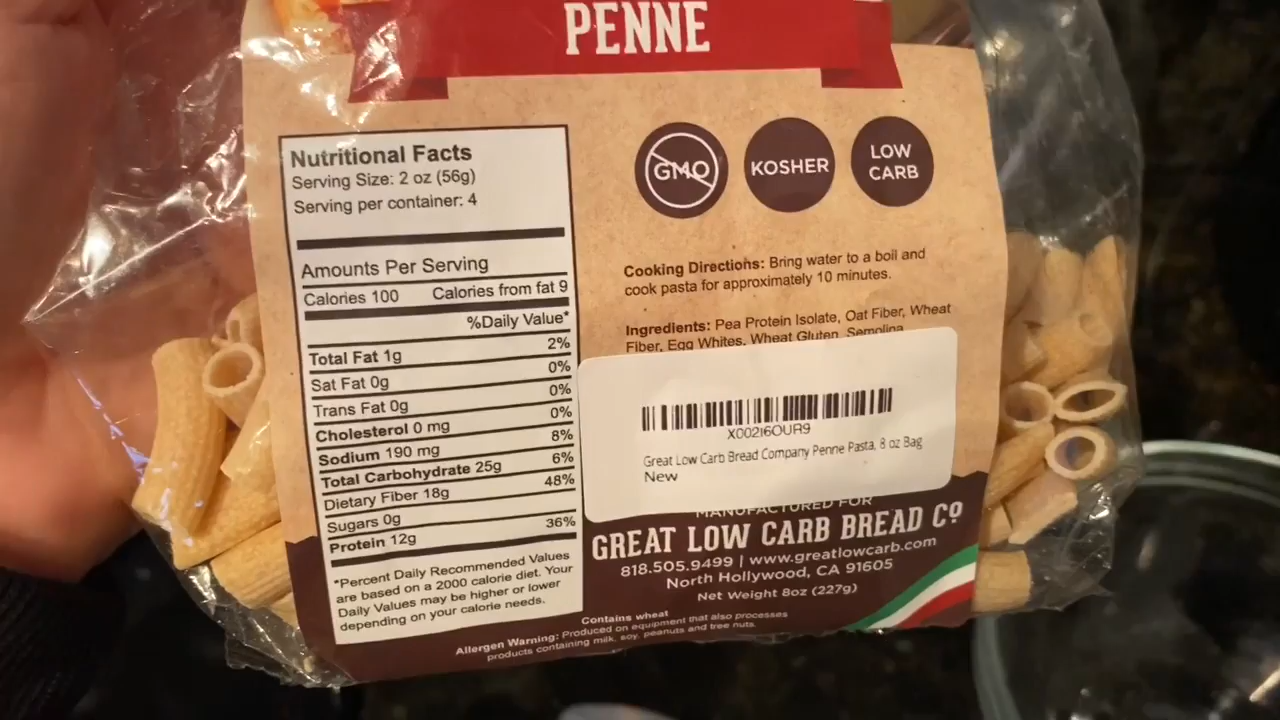 PENNE
Nutritional Facts
Serving Size: 2 oz (56g)
Serving per container: 4
Amounts Per Serving
Calories 100 Calories from fat 9
%Daily Value*
Total Fat 1g 2%
Sat Fat 0g 0%
Trans Fat 0g 0%
Cholesterol 0 mg 0%
Sodium 190 mg 8%
Total Carbohydrate 25g 6%
Dietary Fiber 18g 48%
Sugars 0g
Protein 12g 36%
*Percent Daily Recommended Values
are based on a 2000 calorie diet. Your
Daily Values may be higher or lower
depending on your calorie needs.
GMO
KOSHER
LOW
CARB
Cooking Directions: Bring water to a boil and
cook pasta for approximately 10 minutes.
Ingredients: Pea Protein Isolate, Oat Fiber, Wheat
Fiber, Egg Whites, Wheat Gluten, Semolina
X002I6OUR9
Great Low Carb Bread Company Penne Pasta, 8 oz Bag
New
MANUFACTURED FOR
GREAT LOW CARB BREAD Cº
818.505.9499 | www.greatlowcarb.com
North Hollywood, CA 91605
Net Weight 8oz (227g)
Contains wheat
Allergen Warning: Produced on equipment that also processes
products containing milk, soy, peanuts and tree nuts.